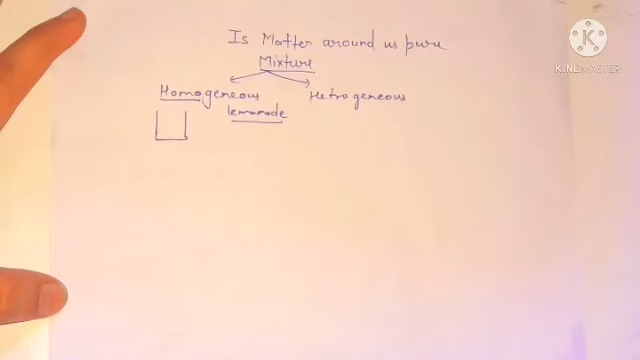 Is Matter around us pure
Mixture
Homogeneous Hetrogeneous
lemonade
KINEMASTER